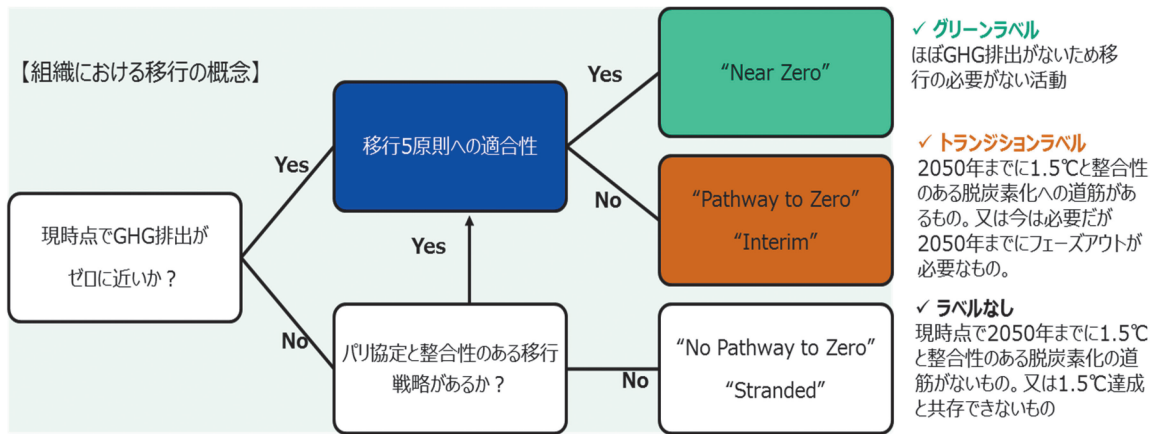 【組織における移行の概念】
現時点でGHG排出が
ゼロに近いか？
Yes
No
移行5原則への適合性
Yes
パリ協定と整合性のある移行
戦略があるか？
Yes
No
No
“Near Zero”
“Pathway to Zero”
“Interim”
“No Pathway to Zero”
“Stranded”
✓ グリーンラベル
ほぼGHG排出がないため移
行の必要がない活動
✓ トランジションラベル
2050年までに1.5℃と整合性
のある脱炭素化への道筋があ
るもの。又は今は必要だが
2050年までにフェーズアウトが
必要なもの。
✓ ラベルなし
現時点で2050年までに1.5℃
と整合性のある脱炭素化の道
筋がないもの。又は1.5℃達成
と共存できないもの